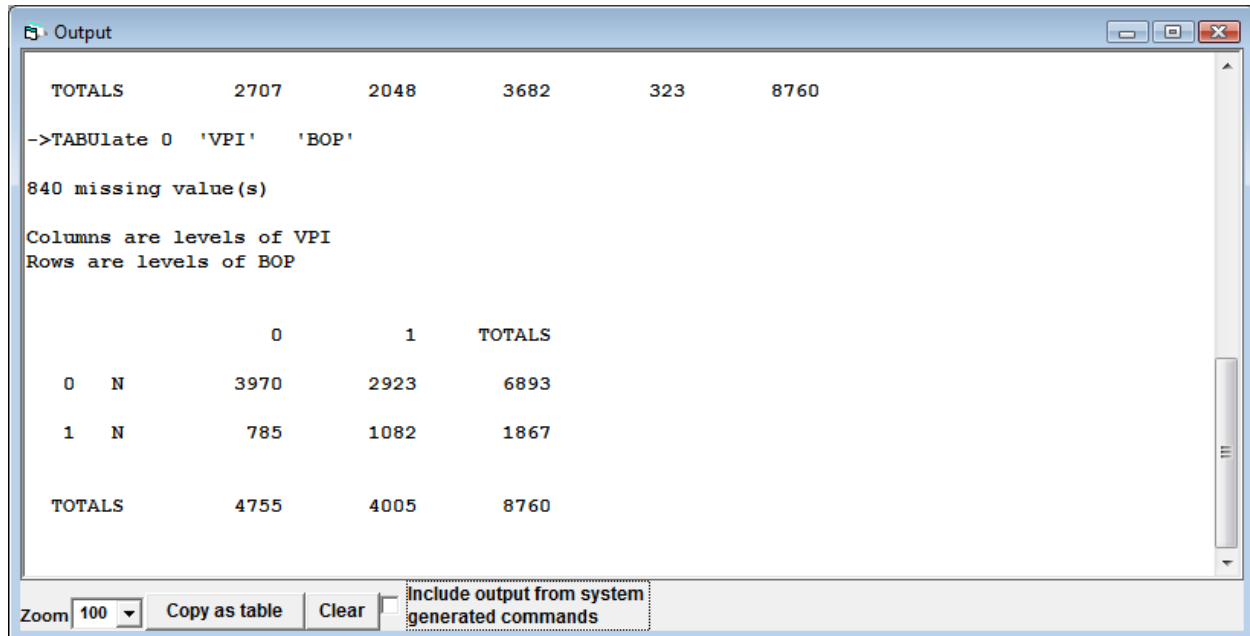 Output
TOTALS 2707 2048 3682 323 8760
->TABUlate 0 'VPI' 'BOP'
840 missing value(s)
Columns are levels of VPI
Rows are levels of BOP
0 1 TOTALS
0 N 3970 2923 6893
1 N 785 1082 1867
TOTALS 4755 4005 8760
Zoom 100 Copy as table Clear Include output from system
generated commands